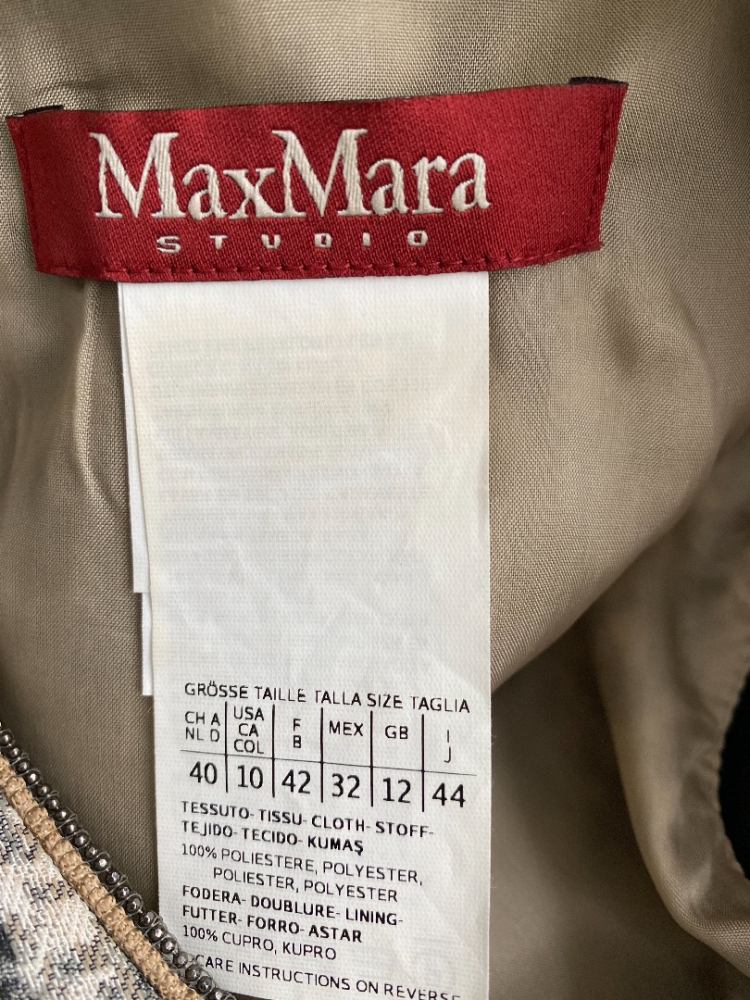 MaxMara
STUDIO
GRÖSSE TAILLE TALLA SIZE TAGLIA
CH A NL D | USA CA COL | F B | MEX | GB | I J
40 | 10 | 42 | 32 | 12 | 44
TESSUTO- TISSU- CLOTH- STOFF-
TEJIDO- TECIDO- KUMAŞ
100% POLIESTERE, POLYESTER,
POLIESTER, POLYESTER
FODERA- DOUBLURE- LINING-
FUTTER- FORRO- ASTAR
100% CUPRO, KUPRO
CARE INSTRUCTIONS ON REVERSE